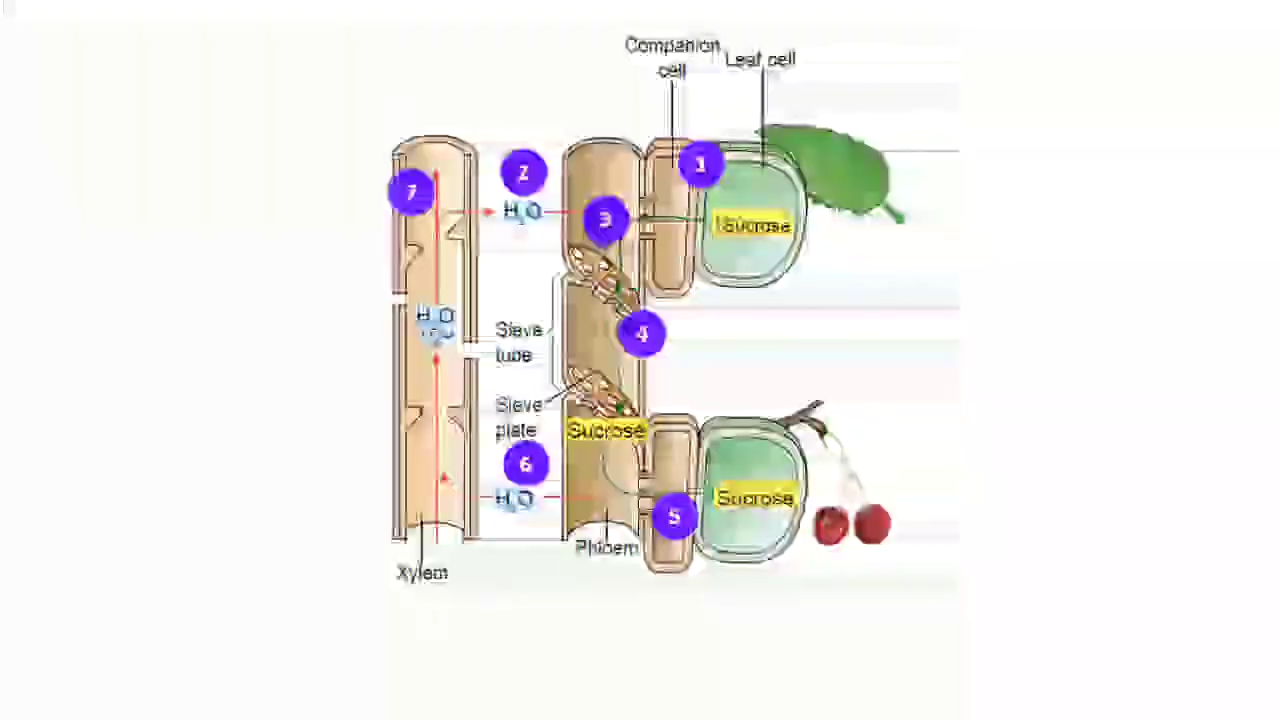 Companion
cell
Leaf cell
1
7
2
H₂O
3
Sucrose
H₂O
4
Sieve
tube
Sieve
plate
Sucrose
6
H₂O
Sucrose
5
Phloem
Xylem